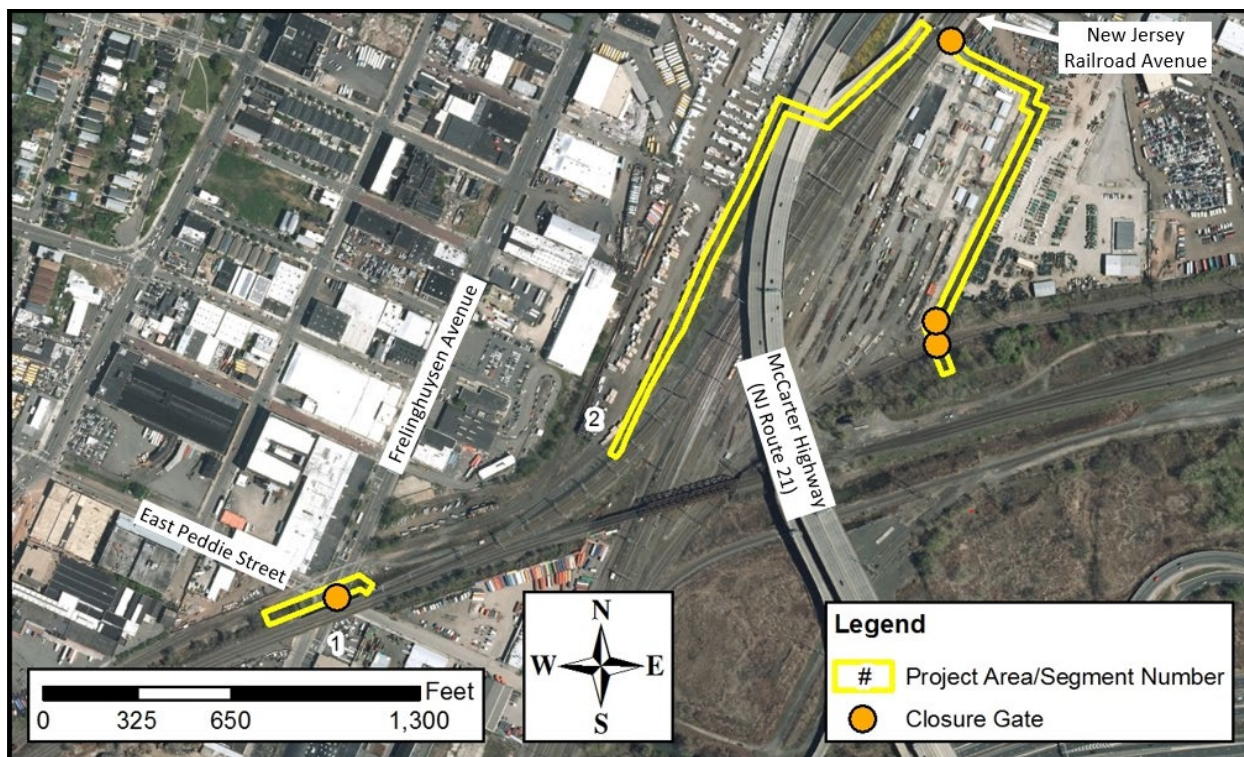 New Jersey
Railroad Avenue
Frelinghuysen Avenue
2
McCarter Highway
(NJ Route 21)
East Peddie Street
1
N
W
E
S
Feet
0
325
650
1,300
Legend
# Project Area/Segment Number
Closure Gate